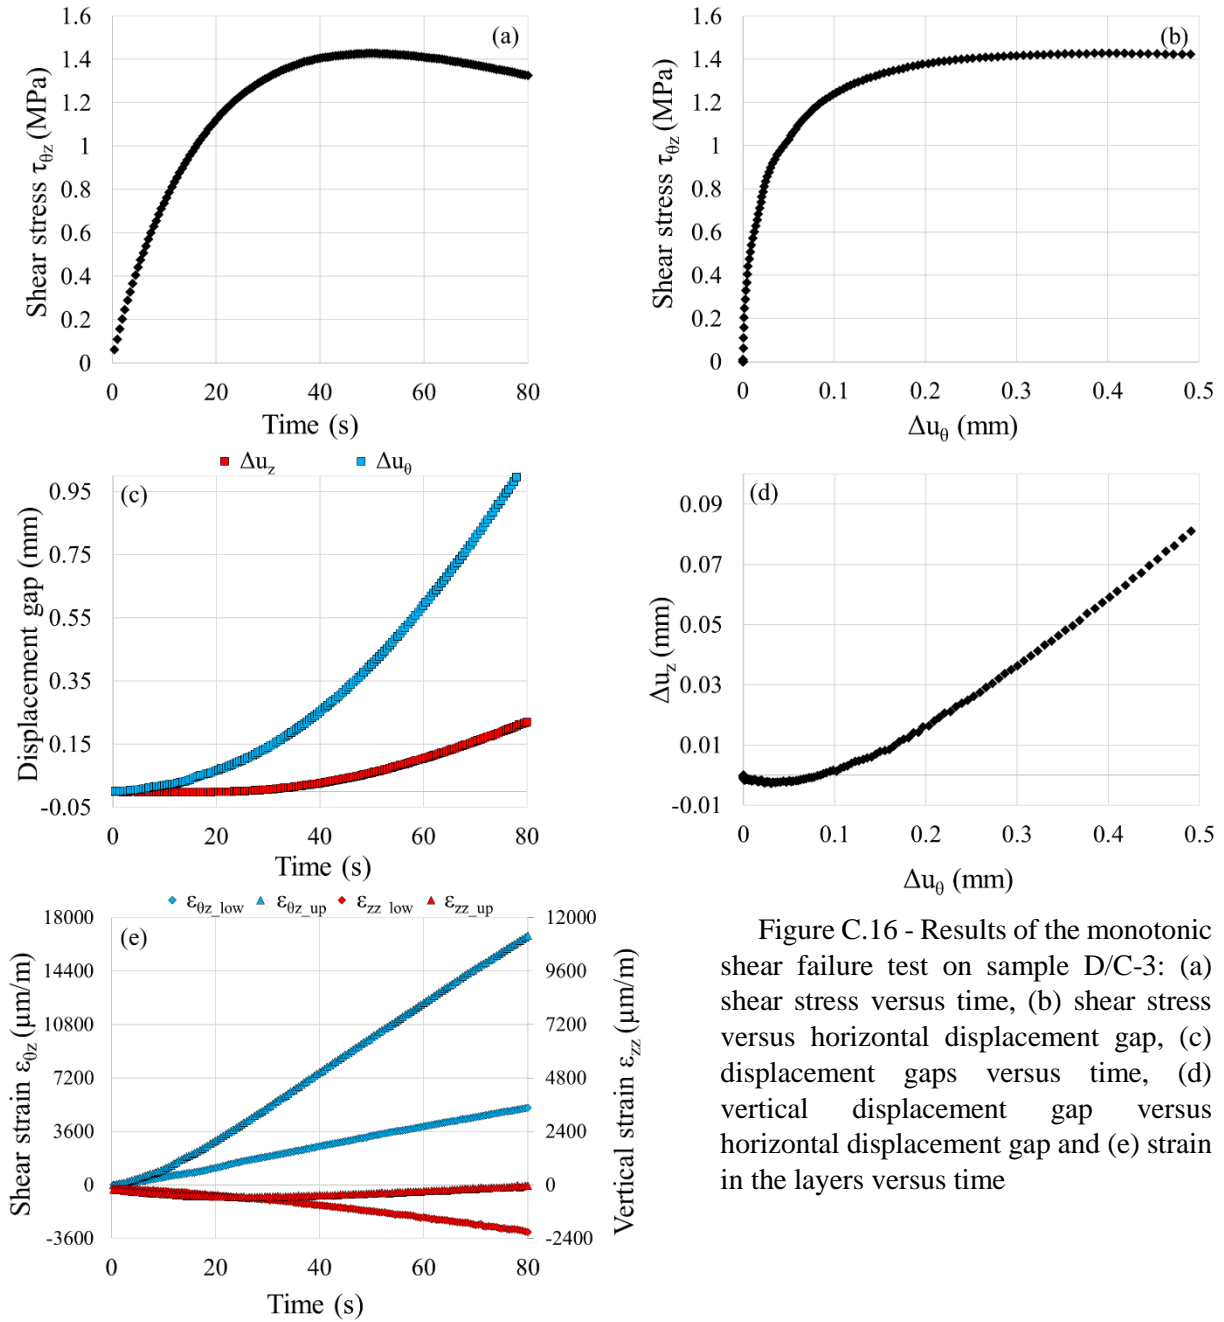 (a)
Shear stress τθz (MPa)
1.6
1.4
1.2
1
0.8
0.6
0.4
0.2
0
0 20 40 60 80
Time (s)
(b)
Shear stress τθz (MPa)
1.6
1.4
1.2
1
0.8
0.6
0.4
0.2
0
0 0.1 0.2 0.3 0.4 0.5
Δuθ (mm)
Δuz Δuθ
(c)
Displacement gap (mm)
0.95
0.75
0.55
0.35
0.15
-0.05
0 20 40 60 80
Time (s)
(d)
Δuz (mm)
0.09
0.07
0.05
0.03
0.01
-0.01
0 0.1 0.2 0.3 0.4 0.5
Δuθ (mm)
εθz_low εθz_up εzz_low εzz_up
(e)
Shear strain εθz (μm/m)
18000
14400
10800
7200
3600
0
-3600
Vertical strain εzz (μm/m)
12000
9600
7200
4800
2400
0
-2400
0 20 40 60 80
Time (s)
Figure C.16 - Results of the monotonic
shear failure test on sample D/C-3: (a)
shear stress versus time, (b) shear stress
versus horizontal displacement gap, (c)
displacement gaps versus time, (d)
vertical displacement gap versus
horizontal displacement gap and (e) strain
in the layers versus time